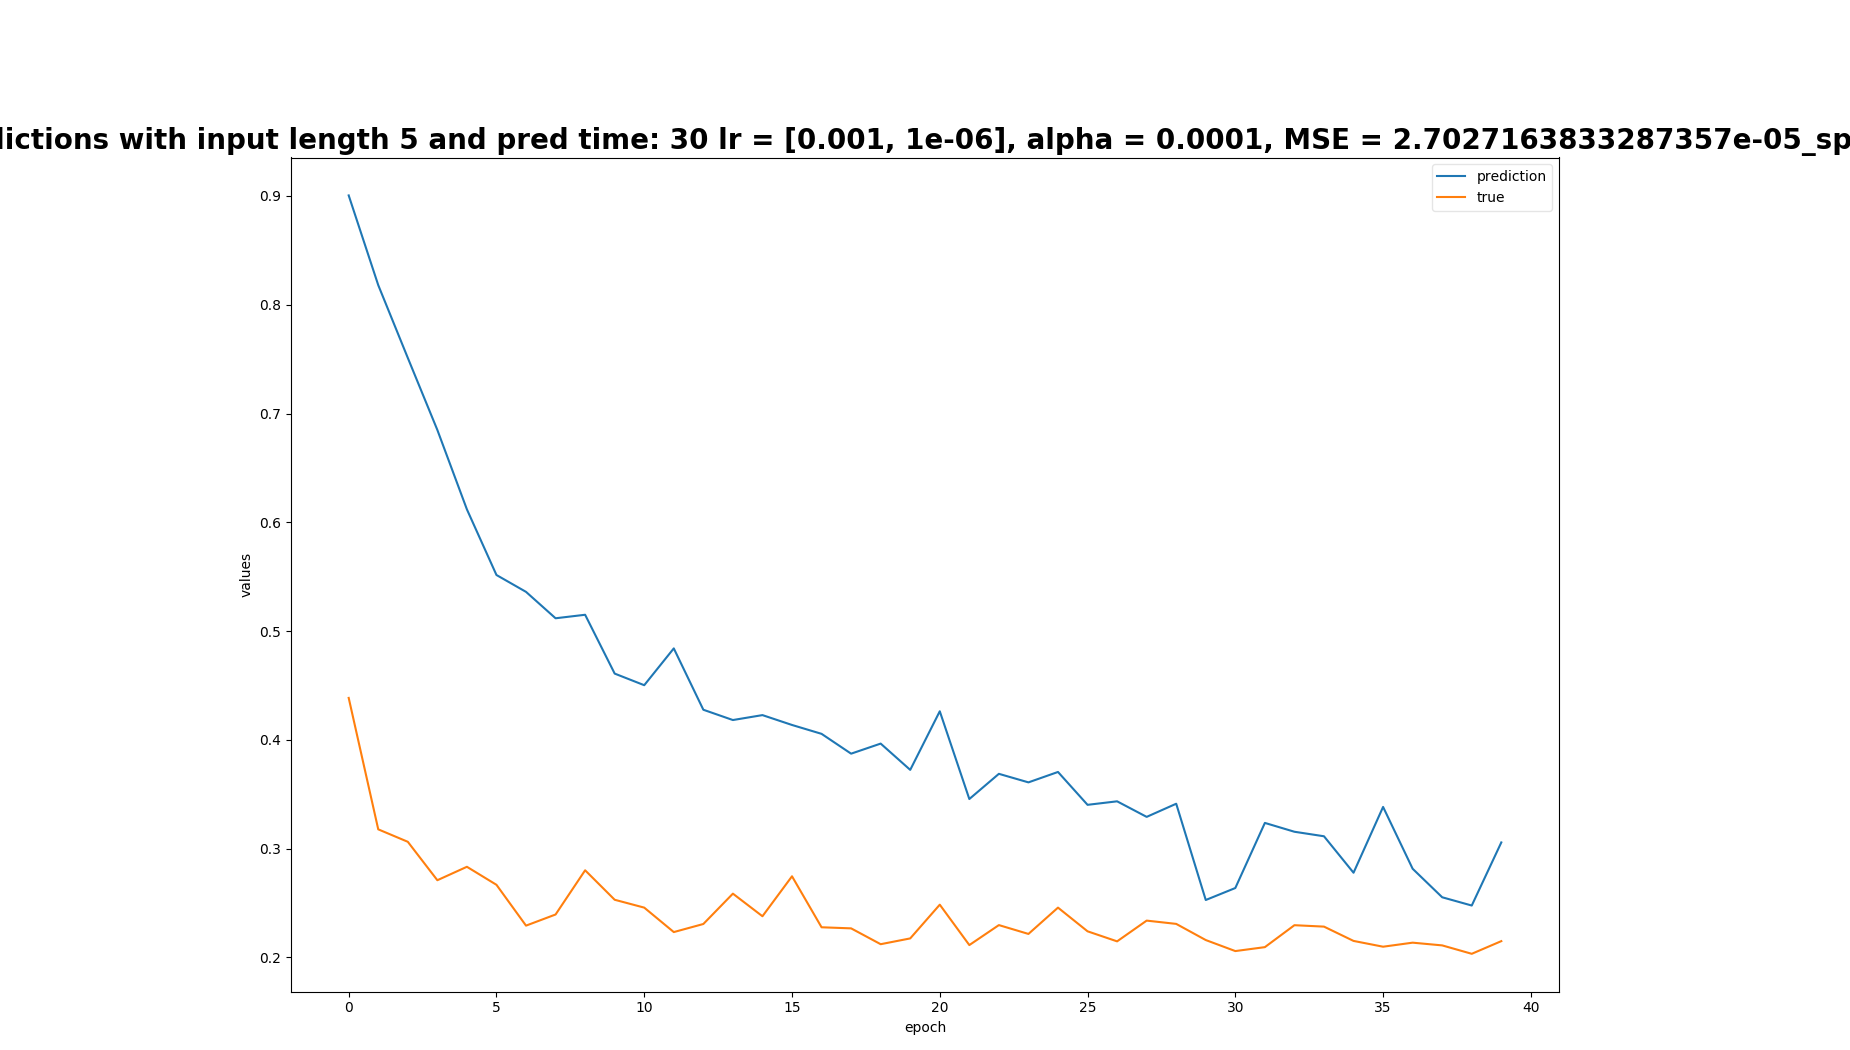 with input length 5 and pred time: 30 lr = [0.001, 1e-06], alpha = 0.0001, MSE = 2.7027163833287357e-05_sp
prediction
true
0.9
0.8
0.7
0.6
0.5
0.4
0.3
0.2
values
0 5 10 15 20 25 30 35 40
epoch